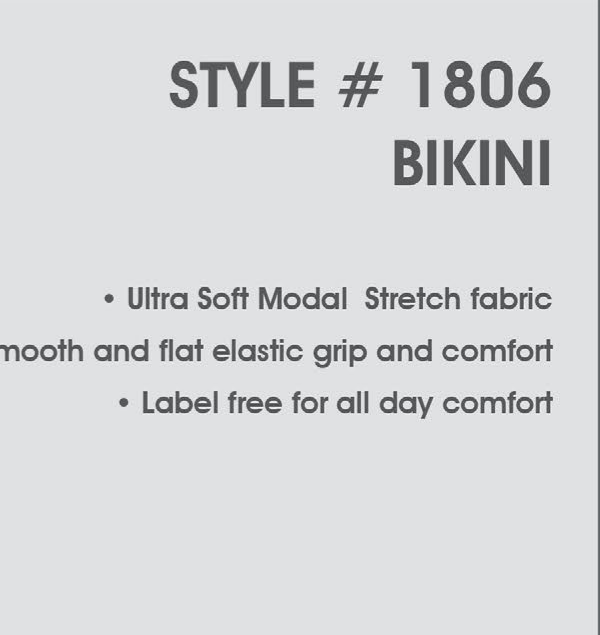 STYLE # 1806
BIKINI
• Ultra Soft Modal Stretch fabric
mooth and flat elastic grip and comfort
• Label free for all day comfort